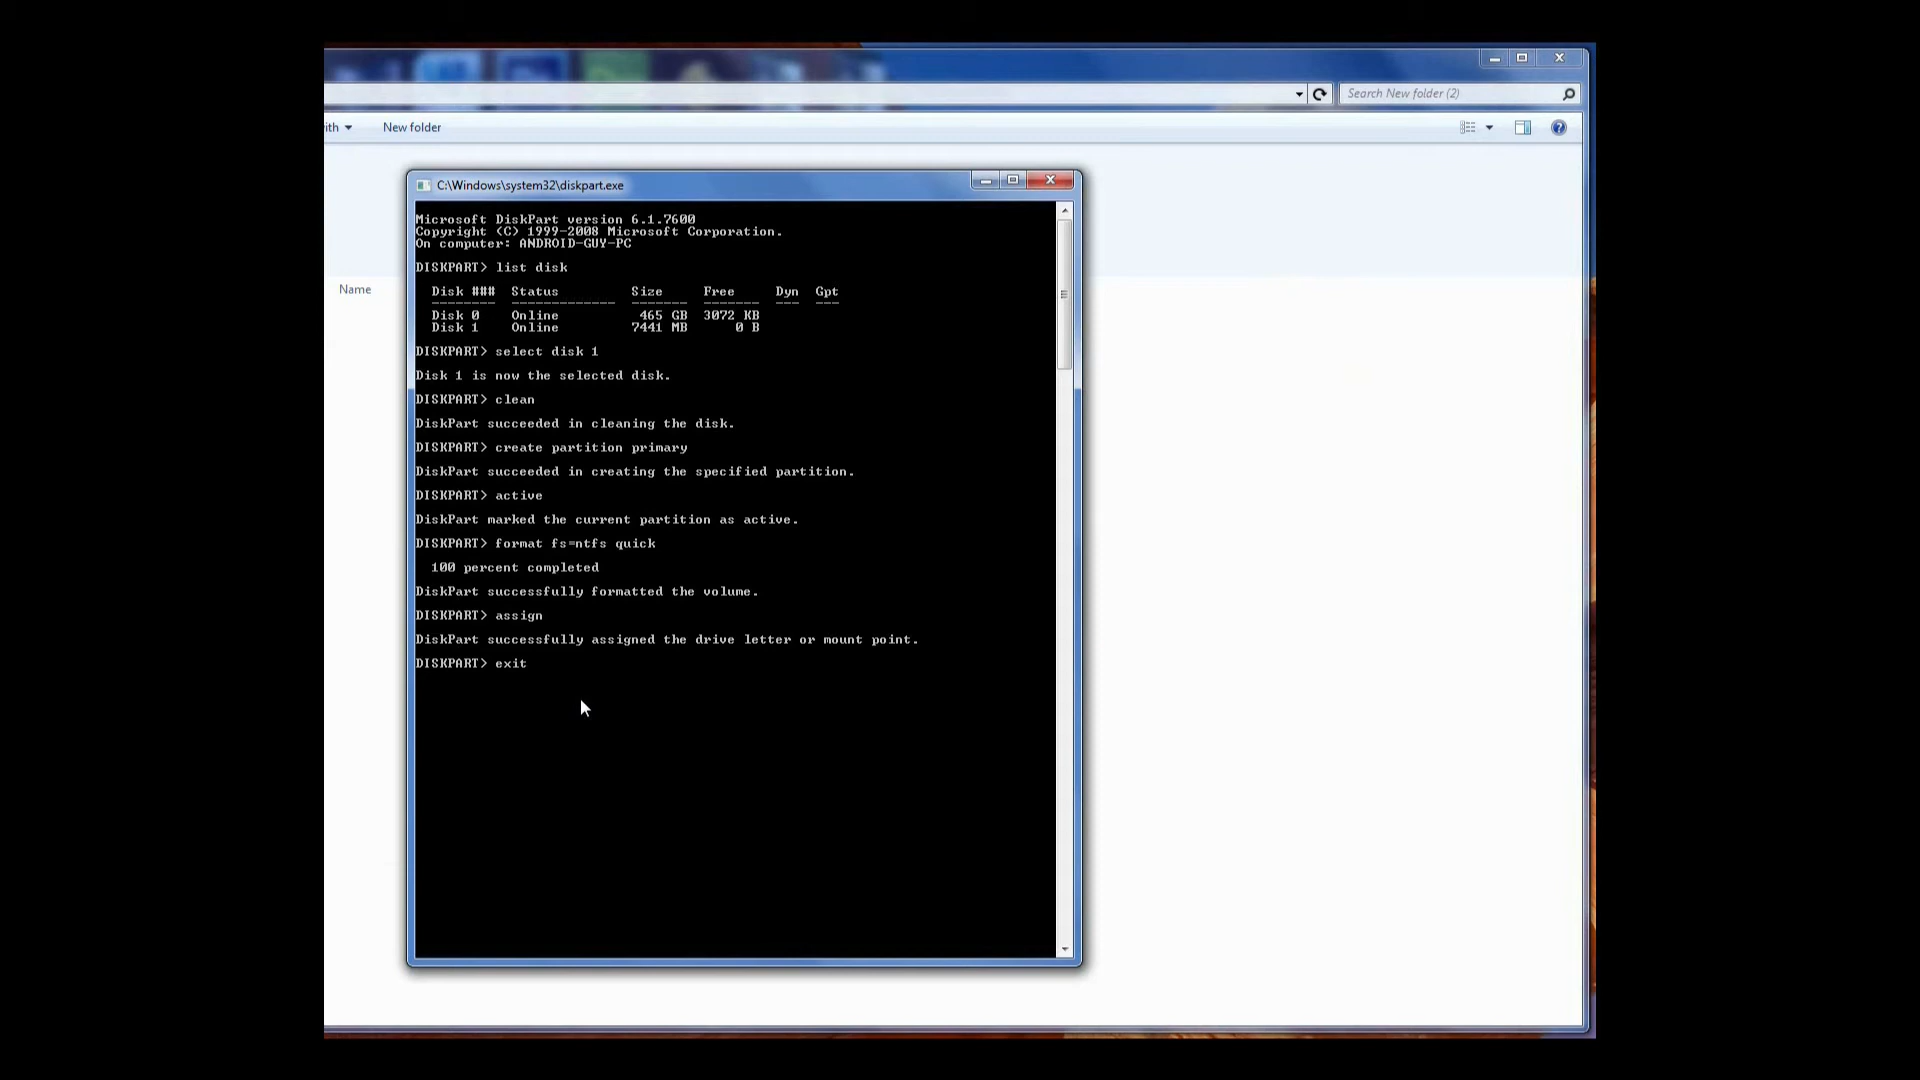 Search New folder (2)
ith
New folder
C:\Windows\system32\diskpart.exe
Microsoft DiskPart version 6.1.7600
Copyright (C) 1999-2008 Microsoft Corporation.
On computer: ANDROID-GUY-PC
DISKPART> list disk
Name
Disk ### Status Size Free Dyn Gpt
-------- ------------- ------- ------- --- ---
Disk 0 Online 465 GB 3072 KB
Disk 1 Online 7441 MB 0 B
DISKPART> select disk 1
Disk 1 is now the selected disk.
DISKPART> clean
DiskPart succeeded in cleaning the disk.
DISKPART> create partition primary
DiskPart succeeded in creating the specified partition.
DISKPART> active
DiskPart marked the current partition as active.
DISKPART> format fs=ntfs quick
100 percent completed
DiskPart successfully formatted the volume.
DISKPART> assign
DiskPart successfully assigned the drive letter or mount point.
DISKPART> exit